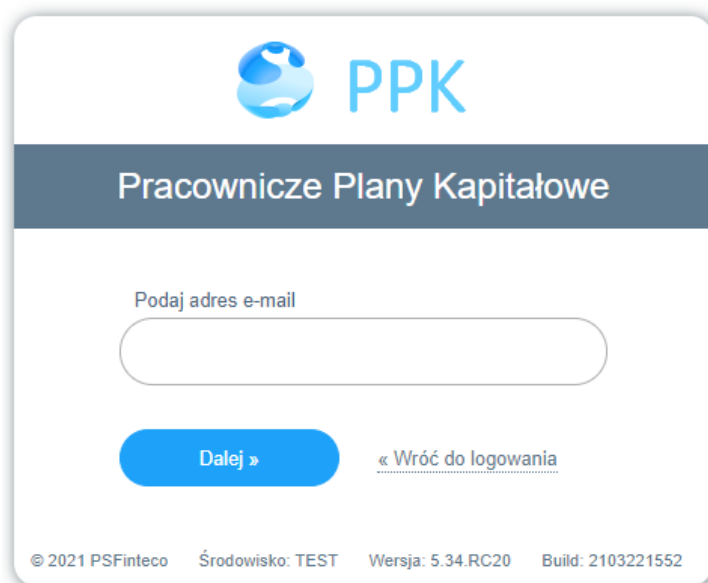 PPK
Pracownicze Plany Kapitałowe
Podaj adres e-mail
Dalej » « Wróć do logowania
© 2021 PSFinteco Środowisko: TEST Wersja: 5.34.RC20 Build: 2103221552